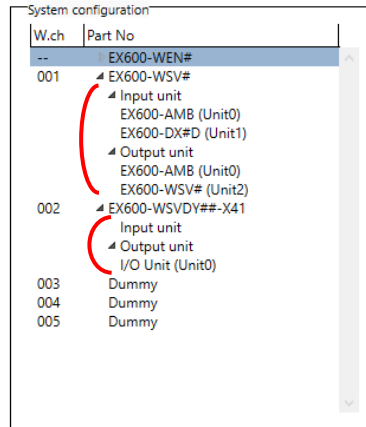 System configuration
W.ch Part No
-- EX600-WEN#
001 EX600-WSV#
Input unit
EX600-AMB (Unit0)
EX600-DX#D (Unit1)
Output unit
EX600-AMB (Unit0)
EX600-WSV# (Unit2)
002 EX600-WSVDY##-X41
Input unit
Output unit
I/O Unit (Unit0)
003 Dummy
004 Dummy
005 Dummy